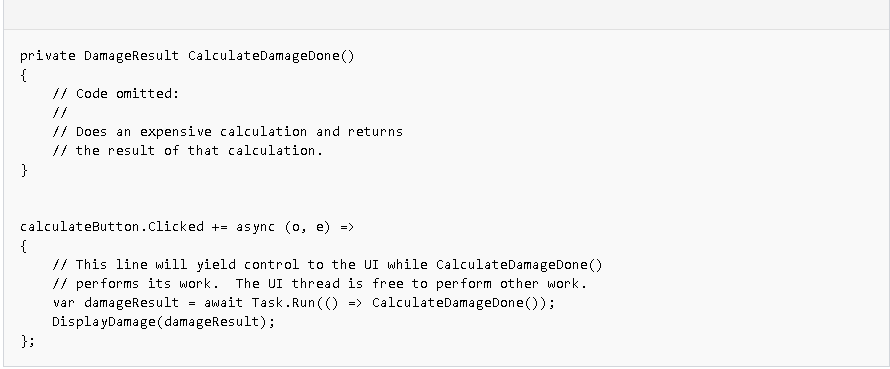 private DamageResult CalculateDamageDone()
{
    // Code omitted:
    //
    // Does an expensive calculation and returns
    // the result of that calculation.
}
calculateButton.Clicked += async (o, e) =>
{
    // This line will yield control to the UI while CalculateDamageDone()
    // performs its work.  The UI thread is free to perform other work.
    var damageResult = await Task.Run(() => CalculateDamageDone());
    DisplayDamage(damageResult);
};